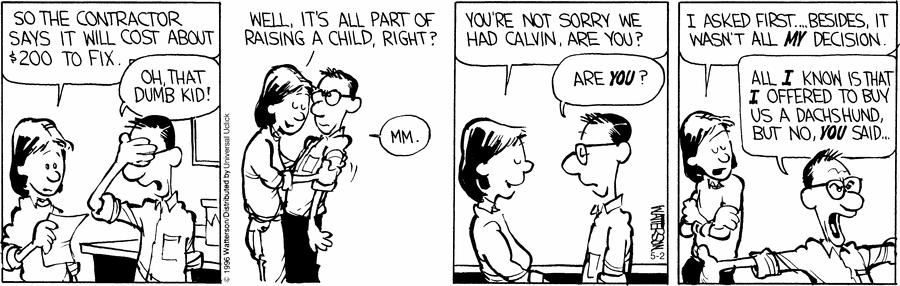 SO THE CONTRACTOR
SAYS IT WILL COST ABOUT
$200 TO FIX.
OH, THAT
DUMB KID!
WELL, IT'S ALL PART OF
RAISING A CHILD, RIGHT?
MM.
© 1996 Watterson/Distributed by Universal Uclick
YOU'RE NOT SORRY WE
HAD CALVIN, ARE YOU?
ARE YOU?
WATTERSON
5-2
I ASKED FIRST....BESIDES, IT
WASN'T ALL MY DECISION.
ALL I KNOW IS THAT
I OFFERED TO BUY
US A DACHSHUND,
BUT NO, YOU SAID...